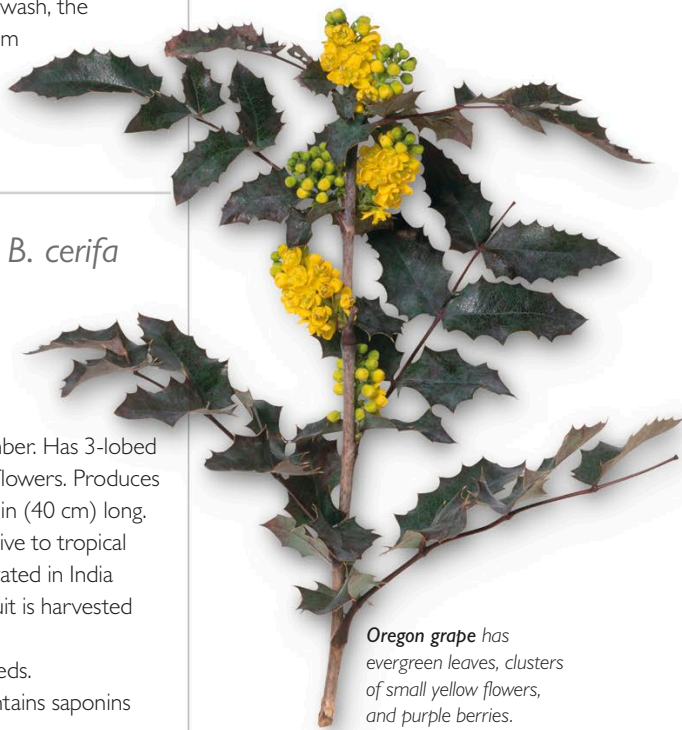 wash, the
m
B. cerifa
ber. Has 3-lobed
flowers. Produces
in (40 cm) long.
ive to tropical
ated in India
uit is harvested
eds.
ntains saponins
Oregon grape has
evergreen leaves, clusters
of small yellow flowers,
and purple berries.